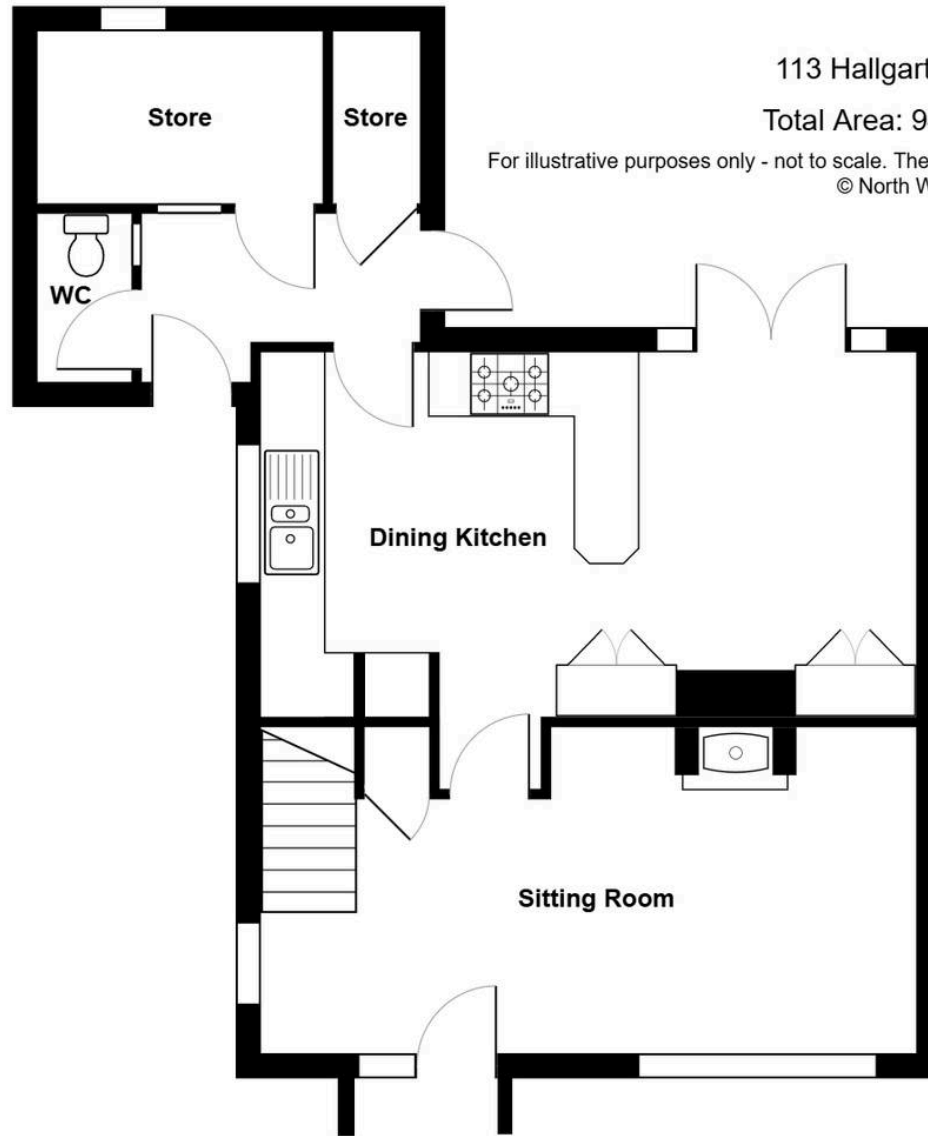 113 Hallgart
Total Area: 9
For illustrative purposes only - not to scale. The
© North W
Store
Store
WC
Dining Kitchen
Sitting Room